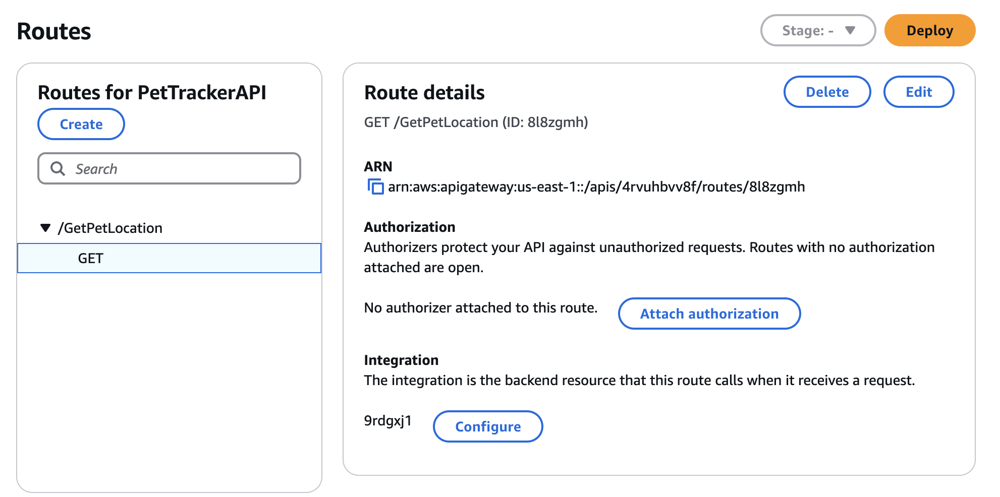 Routes
Stage: -
Deploy
Routes for PetTrackerAPI
Create
Search
/GetPetLocation
GET
Route details
Delete
Edit
GET /GetPetLocation (ID: 8l8zgmh)
ARN
arn:aws:apigateway:us-east-1::/apis/4rvuhbvv8f/routes/8l8zgmh
Authorization
Authorizers protect your API against unauthorized requests. Routes with no authorization
attached are open.
No authorizer attached to this route.
Attach authorization
Integration
The integration is the backend resource that this route calls when it receives a request.
9rdgxj1
Configure